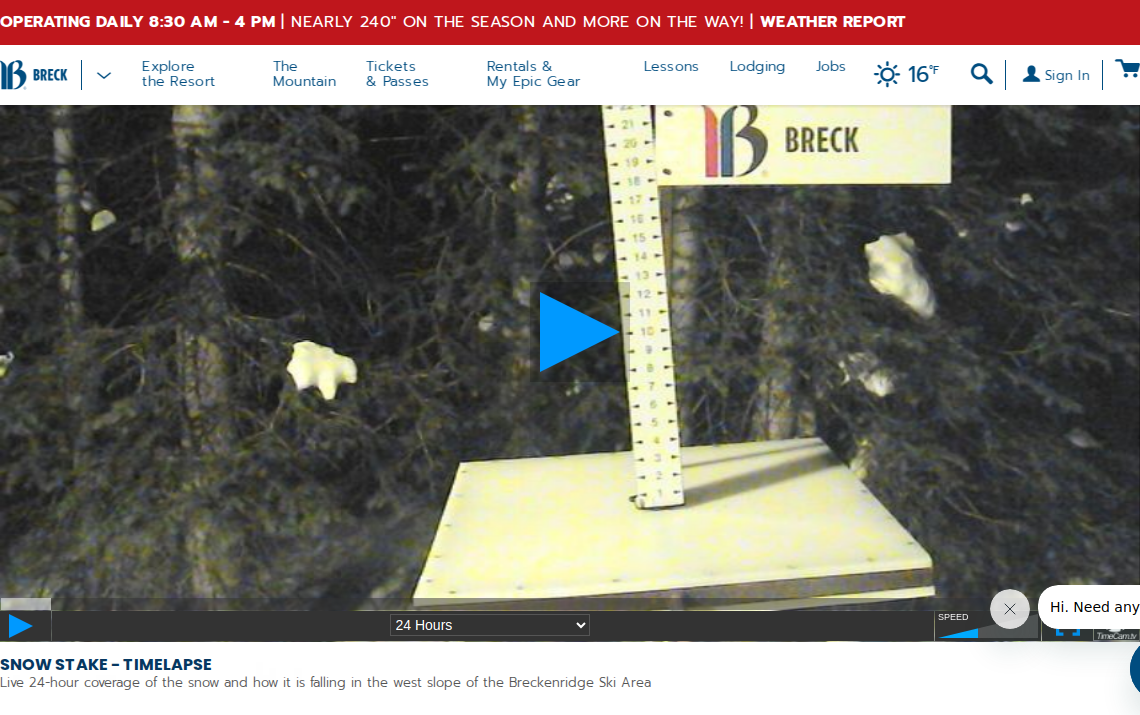 OPERATING DAILY 8:30 AM - 4 PM | NEARLY 240" ON THE SEASON AND MORE ON THE WAY! | WEATHER REPORT
BRECK
Explore
the Resort
The
Mountain
Tickets
& Passes
Rentals &
My Epic Gear
Lessons
Lodging
Jobs
16°F
Sign In
BRECK
21
20
19
18
17
16
15
14
13
12
11
10
9
8
7
6
5
4
3
2
1
24 Hours
SPEED
Hi. Need any
TimeCam.tv
SNOW STAKE – TIMELAPSE
Live 24-hour coverage of the snow and how it is falling in the west slope of the Breckenridge Ski Area